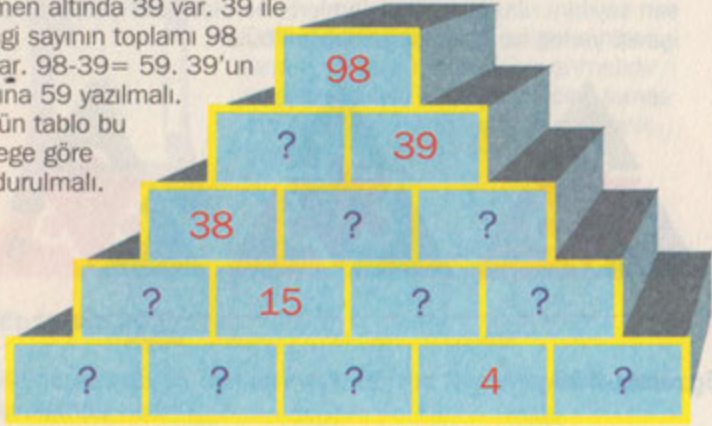 men altında 39 var. 39 ile
gi sayının toplamı 98
ar. 98-39= 59. 39'un
na 59 yazılmalı.
ün tablo bu
ege göre
durulmalı.
98
? 39
38 ? ?
? 15 ? ?
? ? ? 4 ?